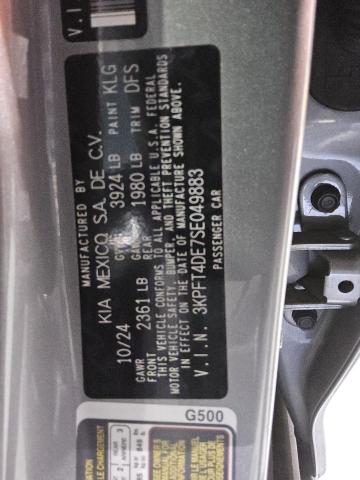 V.I.N
MANUFACTURED BY
KIA MEXICO S.A. DE C.V.
10/24 3924 LB PAINT KLG
GAWR
FRONT 2361 LB REAR 1980 LB TRIM DFS
THIS VEHICLE CONFORMS TO ALL APPLICABLE U.S.A. FEDERAL
MOTOR VEHICLE SAFETY, BUMPER, AND THEFT PREVENTION STANDARDS
IN EFFECT ON THE DATE OF MANUFACTURE SHOWN ABOVE.
V.I.N. 3KPFT4DE7SE049883
PASSENGER CAR
G500